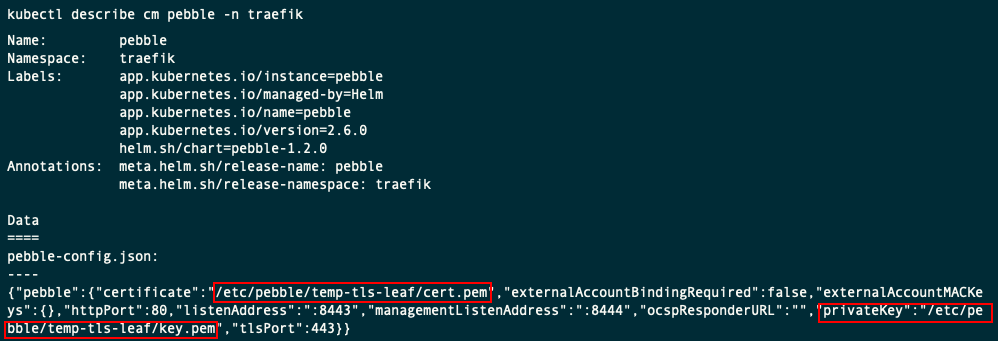 kubectl describe cm pebble -n traefik
Name:         pebble
Namespace:    traefik
Labels:       app.kubernetes.io/instance=pebble
              app.kubernetes.io/managed-by=Helm
              app.kubernetes.io/name=pebble
              app.kubernetes.io/version=2.6.0
              helm.sh/chart=pebble-1.2.0
Annotations:  meta.helm.sh/release-name: pebble
              meta.helm.sh/release-namespace: traefik
Data
====
pebble-config.json:
----
{"pebble":{"certificate":"/etc/pebble/temp-tls-leaf/cert.pem","externalAccountBindingRequired":false,"externalAccountMACKe
ys":{},"httpPort":80,"listenAddress":":8443","managementListenAddress":":8444","ocspResponderURL":"","privateKey":"/etc/pe
bble/temp-tls-leaf/key.pem","tlsPort":443}}